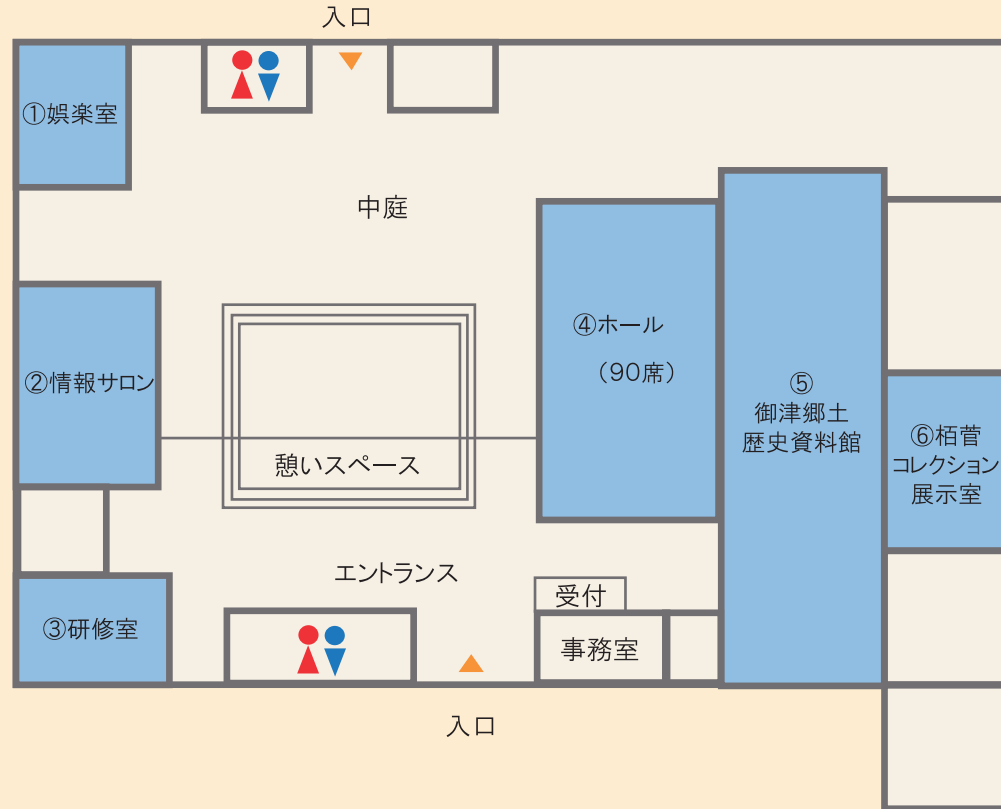 入口
①娯楽室
中庭
④ホール
（90席）
②情報サロン
⑤
御津郷土
歴史資料館
⑥栢菅
コレクション
展示室
憩いスペース
エントランス
受付
③研修室
事務室
入口